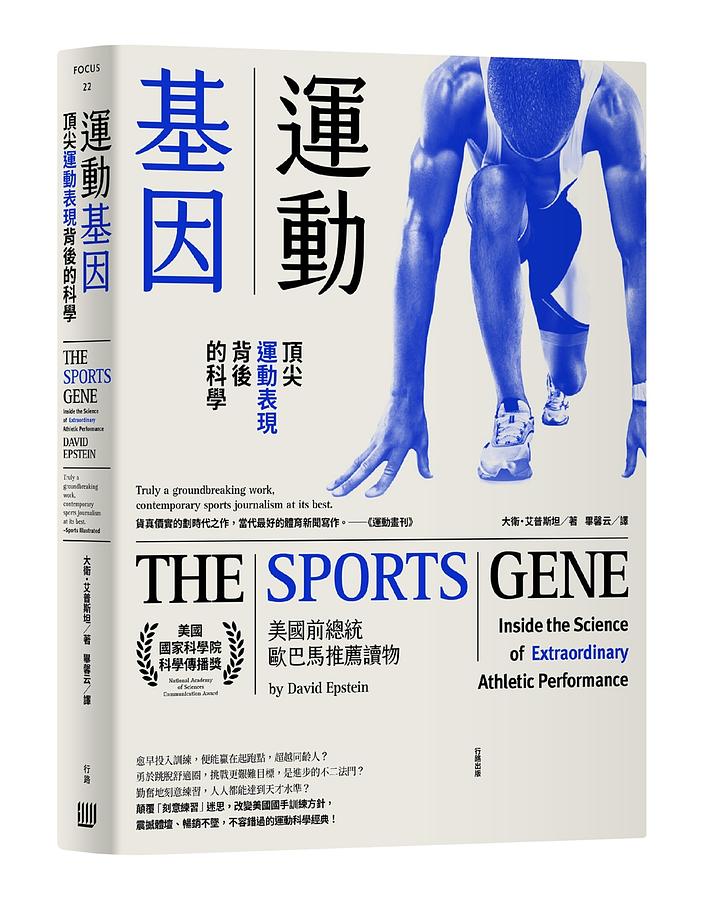 FOCUS
22
運動基因
頂尖運動表現背後的科學
THE
SPORTS
GENE
Inside the Science
of Extraordinary
Athletic Performance
DAVID
EPSTEIN
Truly a
groundbreaking
work,
contemporary
sports journalism
at its best.
–Sports Illustrated
大衛・艾普斯坦／著 畢馨云／譯
行路
運動
基因
頂尖
運動表現
背後
的科學
Truly a groundbreaking work,
contemporary sports journalism at its best.
貨真價實的劃時代之作，當代最好的體育新聞寫作。——《運動畫刊》
大衛・艾普斯坦／著 畢馨云／譯
THE SPORTS GENE
美國
國家科學院
科學傳播獎
National Academy
of Sciences
Communication Award
美國前總統
歐巴馬推薦讀物
by David Epstein
Inside the Science
of Extraordinary
Athletic Performance
行路出版
愈早投入訓練，便能贏在起跑點，超越同齡人？
勇於跳脫舒適圈，挑戰更艱難目標，是進步的不二法門？
勤奮地刻意練習，人人都能達到天才水準？
顛覆「刻意練習」迷思，改變美國國手訓練方針，
震撼體壇、暢銷不墜，不容錯過的運動科學經典！